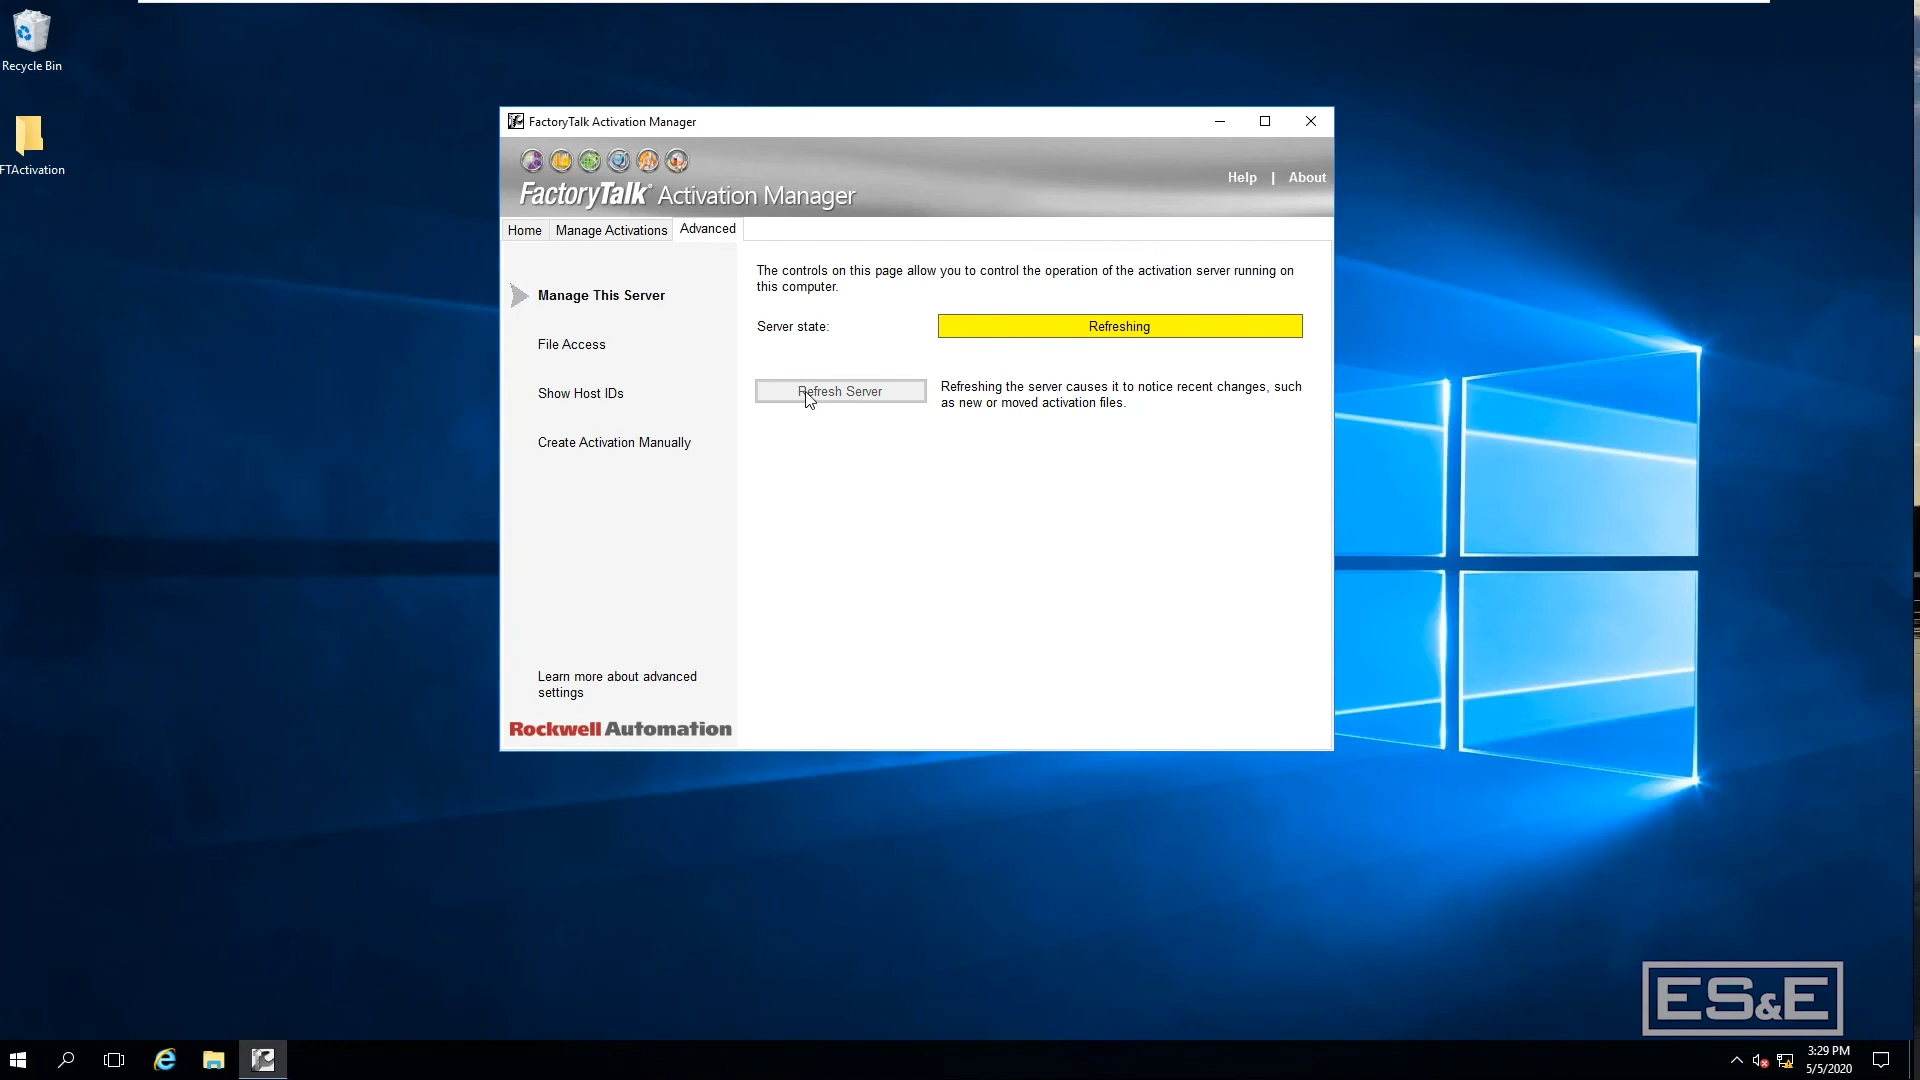 Recycle Bin
FTActivation
FactoryTalk Activation Manager
FactoryTalk® Activation Manager
Help | About
Home Manage Activations Advanced
Manage This Server
File Access
Show Host IDs
Create Activation Manually
Learn more about advanced
settings
Rockwell Automation
The controls on this page allow you to control the operation of the activation server running on
this computer.
Server state: Refreshing
Refresh Server
Refreshing the server causes it to notice recent changes, such
as new or moved activation files.
ES&E
3:29 PM
5/5/2020